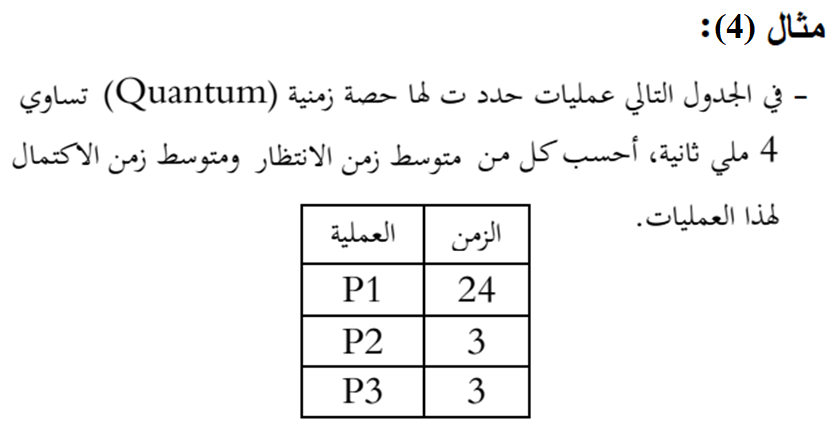 مثال (4):
- في الجدول التالي عمليات حدد ت لها حصة زمنية (Quantum) تساوي
4 ملي ثانية، أحسب كل من متوسط زمن الانتظار ومتوسط زمن الاكتمال
لهذا العمليات.
الزمن العملية
24 P1
3 P2
3 P3